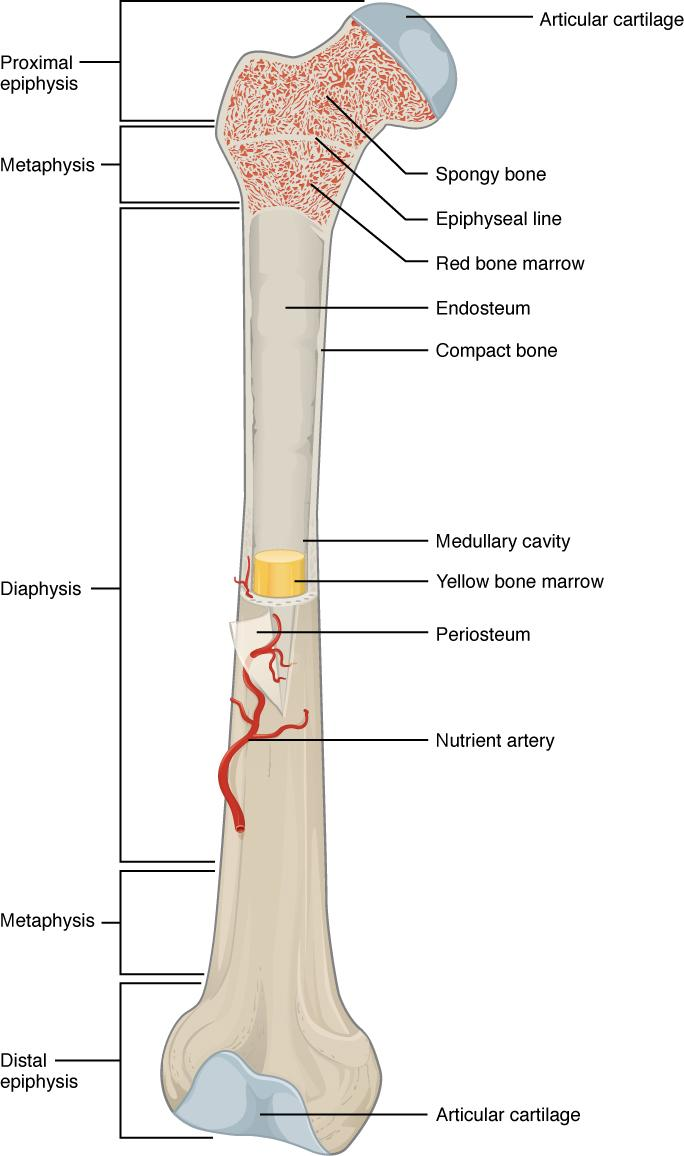 Articular cartilage
Proximal
epiphysis
Metaphysis
Spongy bone
Epiphyseal line
Red bone marrow
Endosteum
Compact bone
Medullary cavity
Yellow bone marrow
Diaphysis
Periosteum
Nutrient artery
Metaphysis
Distal
epiphysis
Articular cartilage